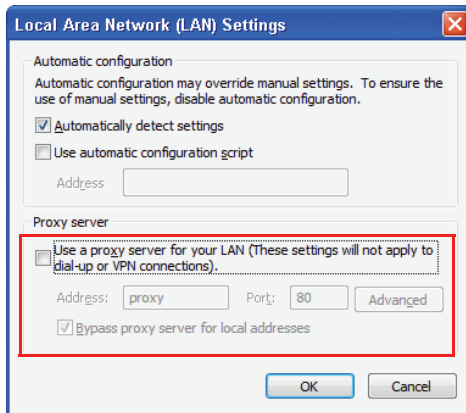 Local Area Network (LAN) Settings
Automatic configuration
Automatic configuration may override manual settings. To ensure the
use of manual settings, disable automatic configuration.
Automatically detect settings
Use automatic configuration script
Address
Proxy server
Use a proxy server for your LAN (These settings will not apply to
dial-up or VPN connections).
Address: proxy Port: 80 Advanced
Bypass proxy server for local addresses
OK Cancel